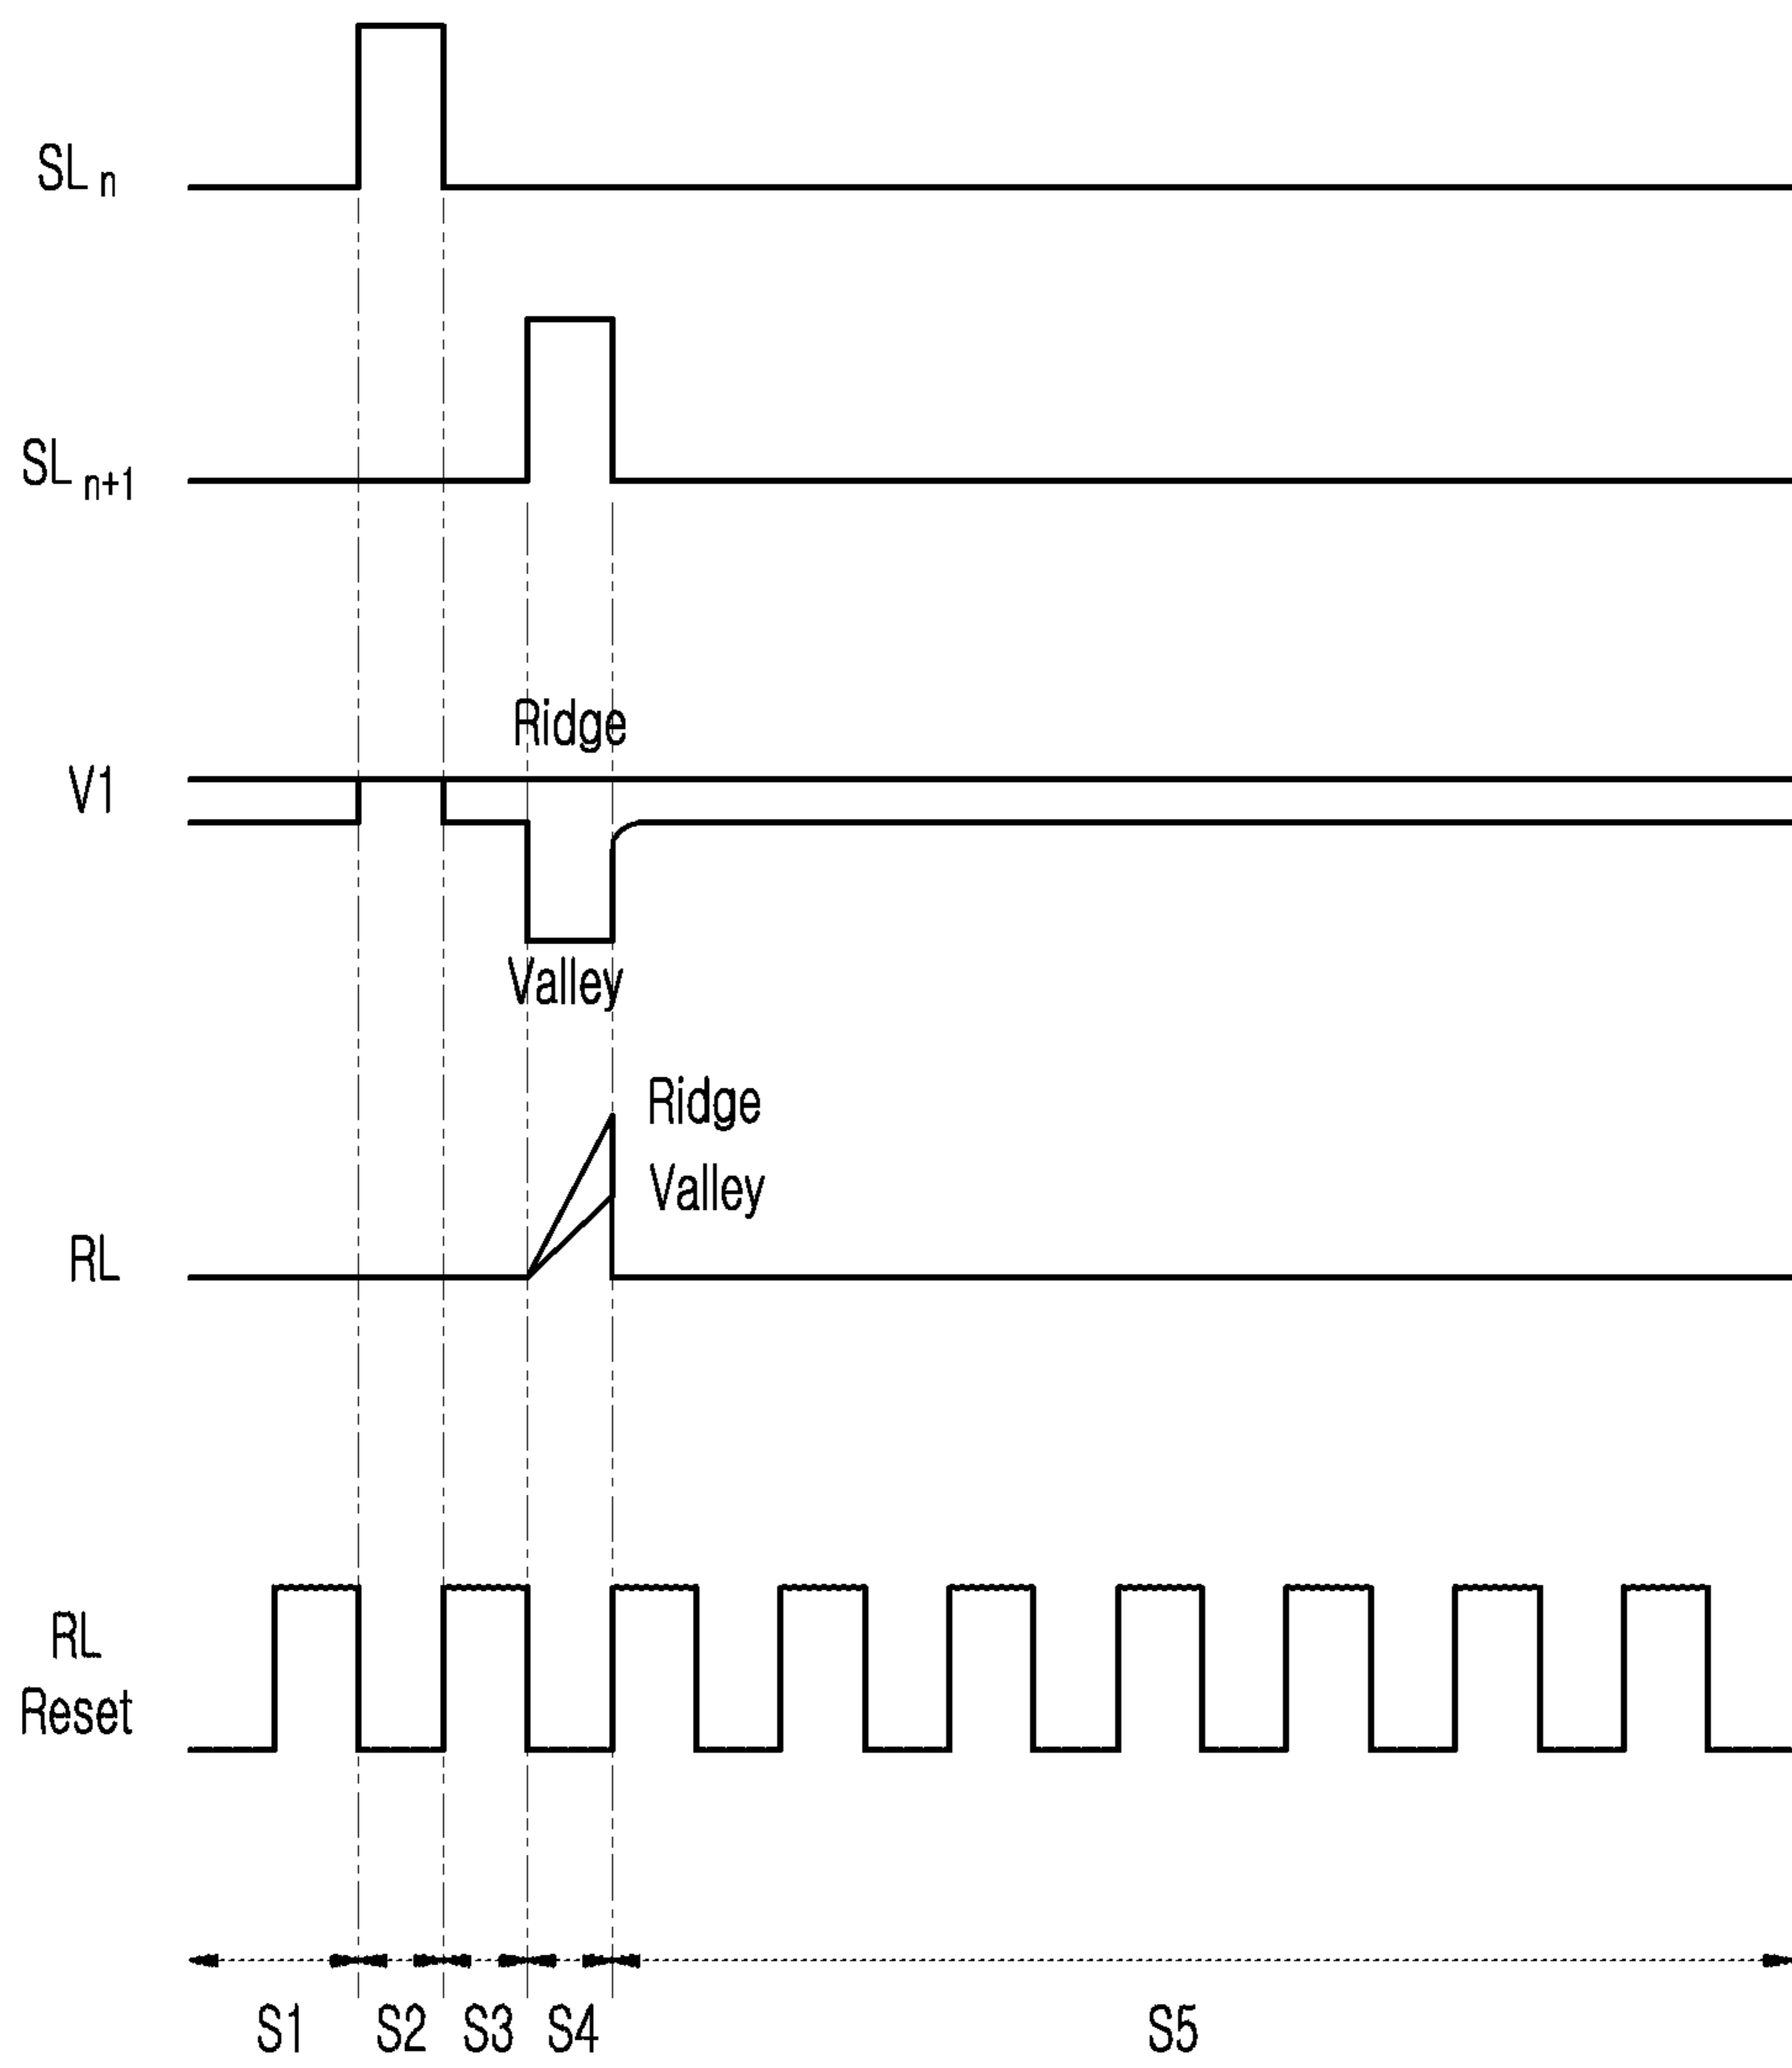 SL n
SL n+1
Ridge
V1
Valley
Ridge
Valley
RL
RL
Reset
S1 S2 S3 S4 S5